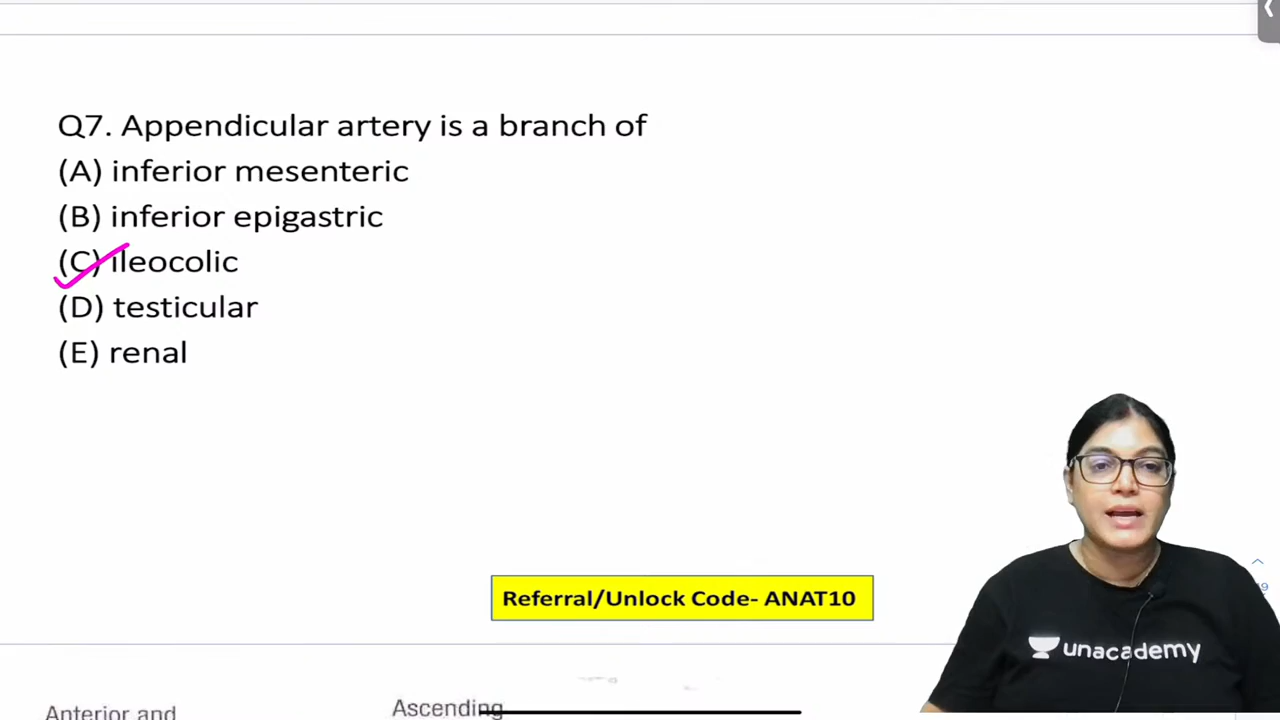 Q7. Appendicular artery is a branch of
(A) inferior mesenteric
(B) inferior epigastric
(C) ileocolic
(D) testicular
(E) renal
Referral/Unlock Code- ANAT10
unacademy
Anterior and
Ascending